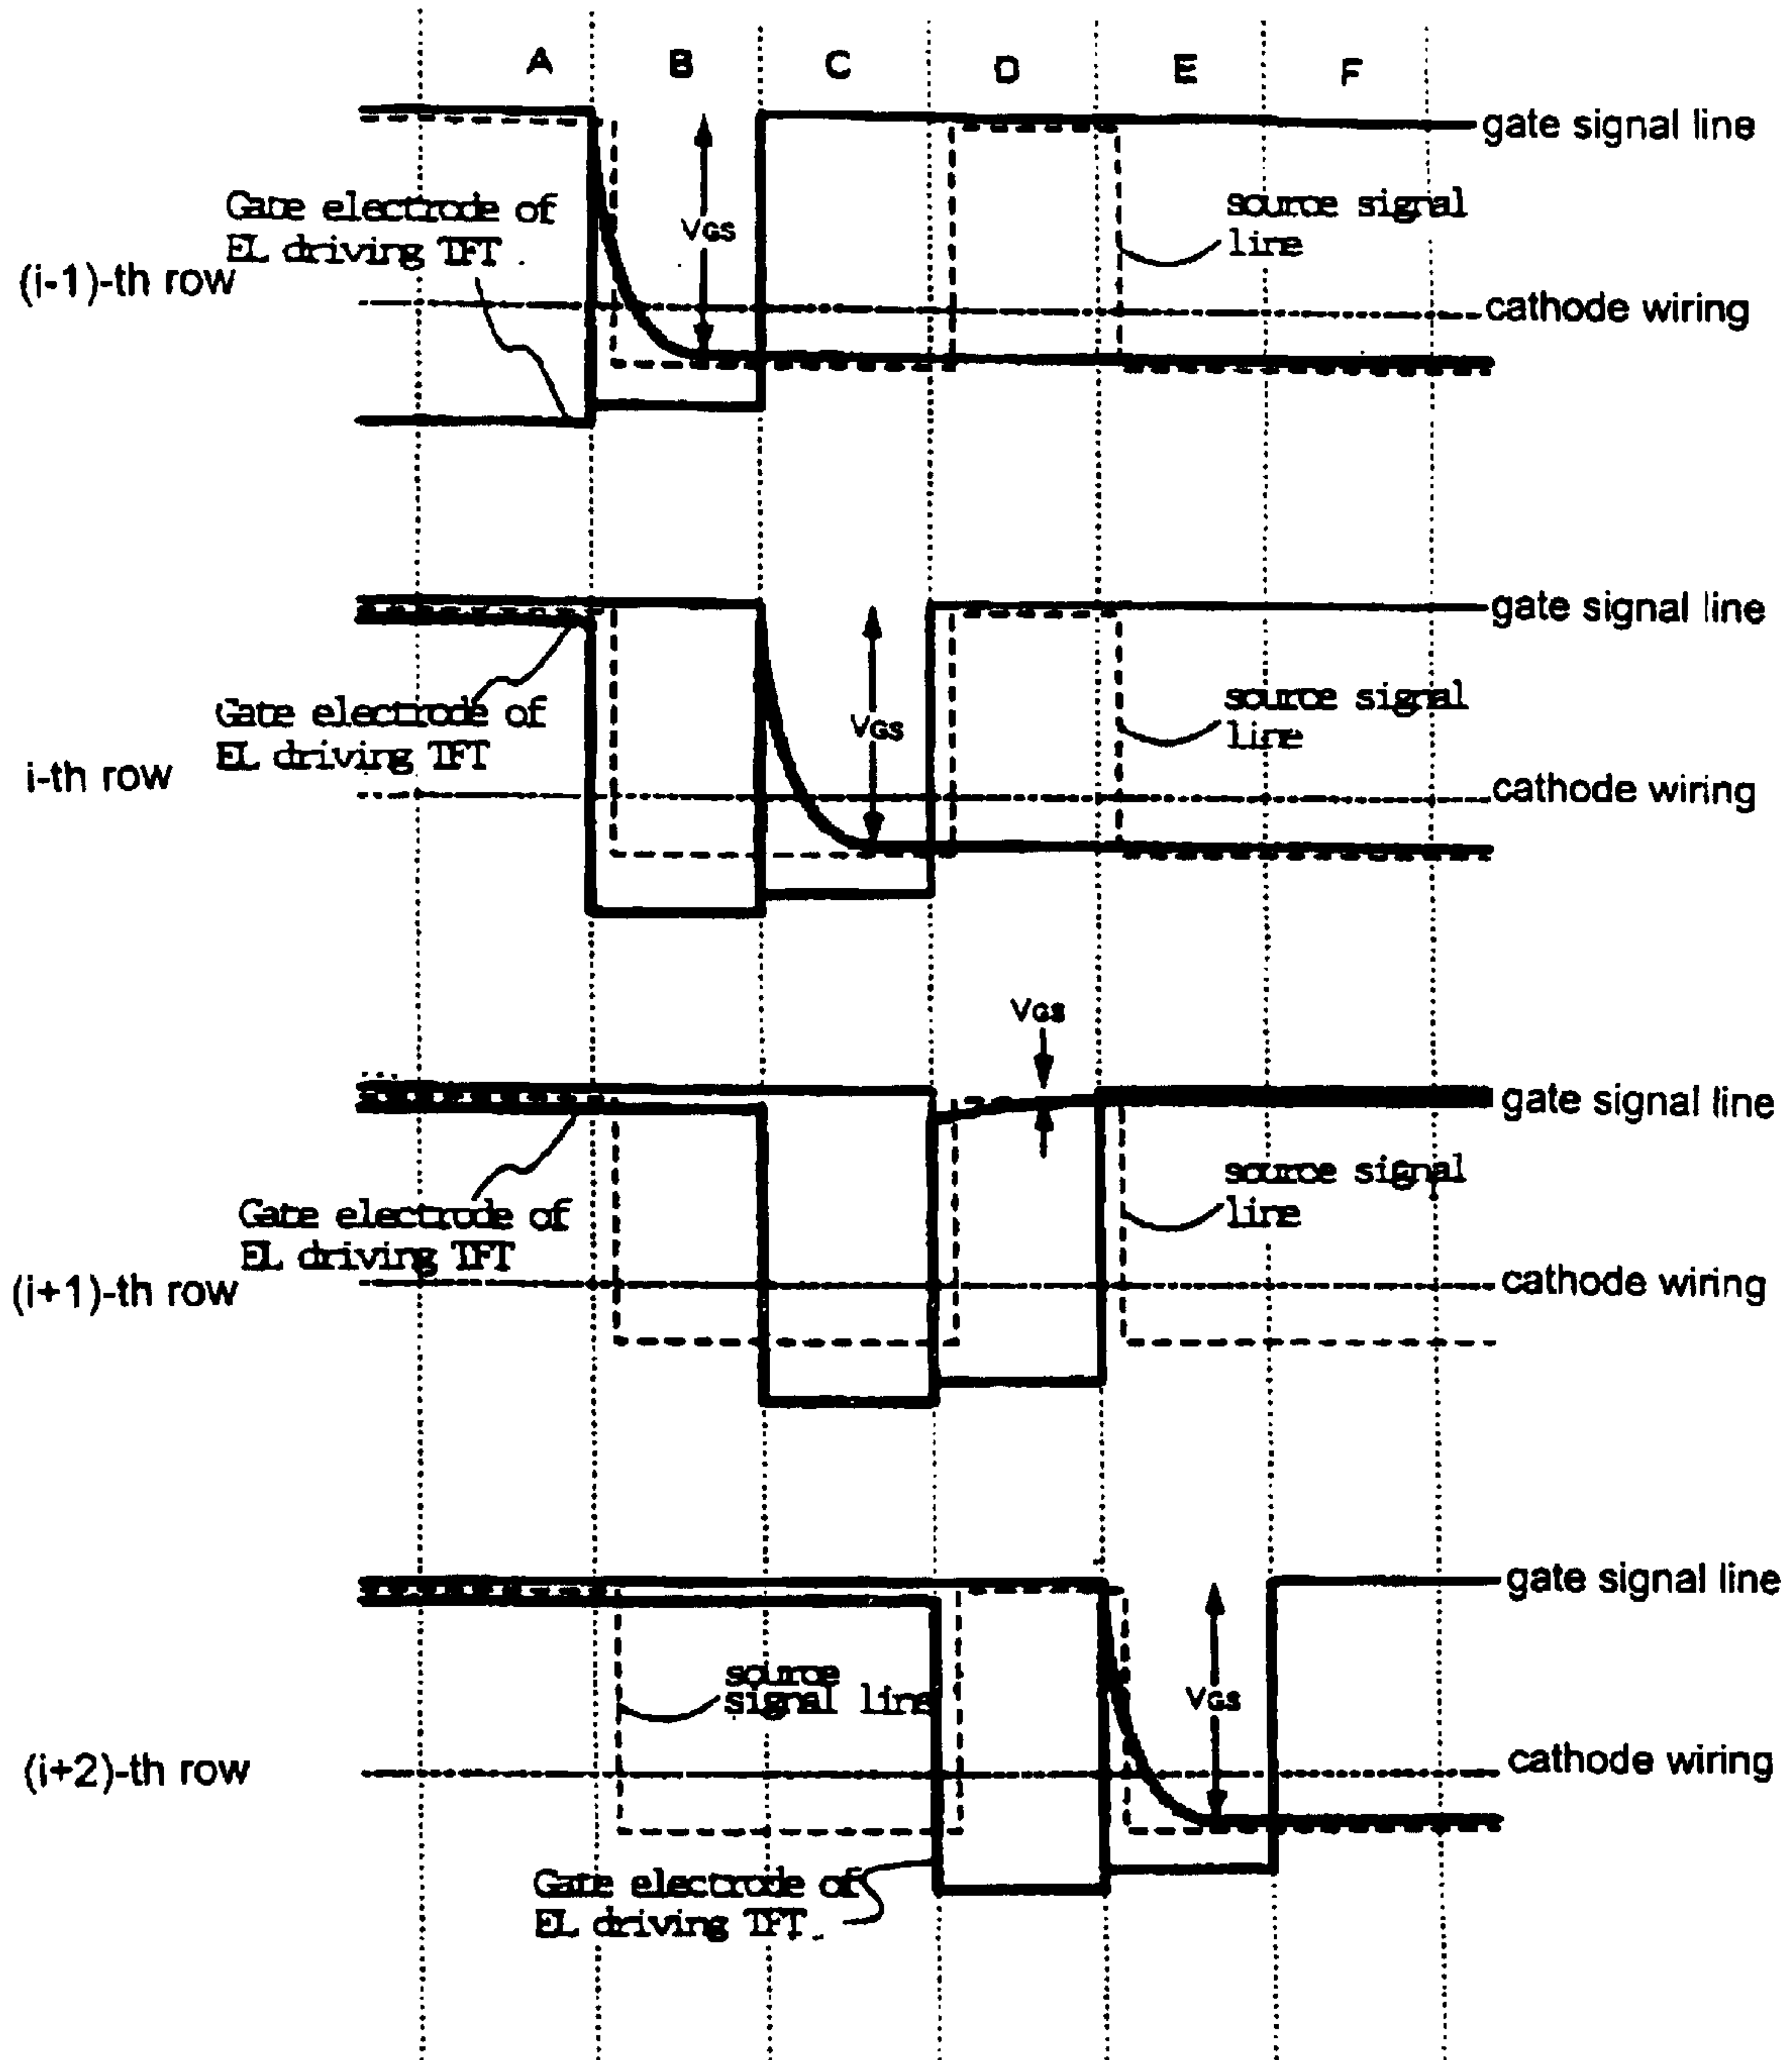 A B C D E F
gate signal line
Gate electrode of
EL driving TFT
VGS
source signal
line
(i-1)-th row
cathode wiring
gate signal line
Gate electrode of
EL driving TFT
VGS
source signal
line
i-th row
cathode wiring
VGS
gate signal line
Gate electrode of
EL driving TFT
source signal
line
(i+1)-th row
cathode wiring
gate signal line
source
signal line
VGS
(i+2)-th row
cathode wiring
Gate electrode of
EL driving TFT